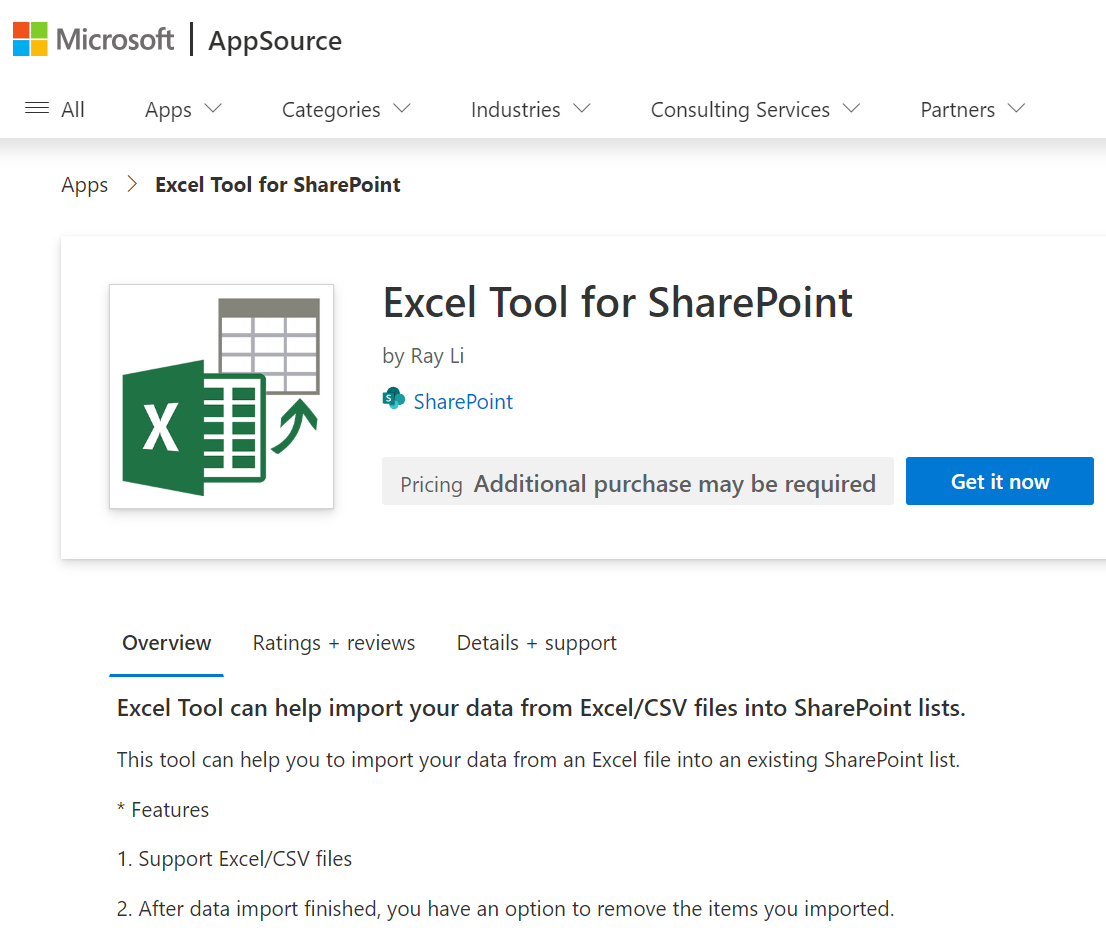 Microsoft | AppSource
All Apps Categories Industries Consulting Services Partners
Apps > Excel Tool for SharePoint
Excel Tool for SharePoint
by Ray Li
S SharePoint
X
Pricing Additional purchase may be required Get it now
Overview Ratings + reviews Details + support
Excel Tool can help import your data from Excel/CSV files into SharePoint lists.
This tool can help you to import your data from an Excel file into an existing SharePoint list.
* Features
1. Support Excel/CSV files
2. After data import finished, you have an option to remove the items you imported.